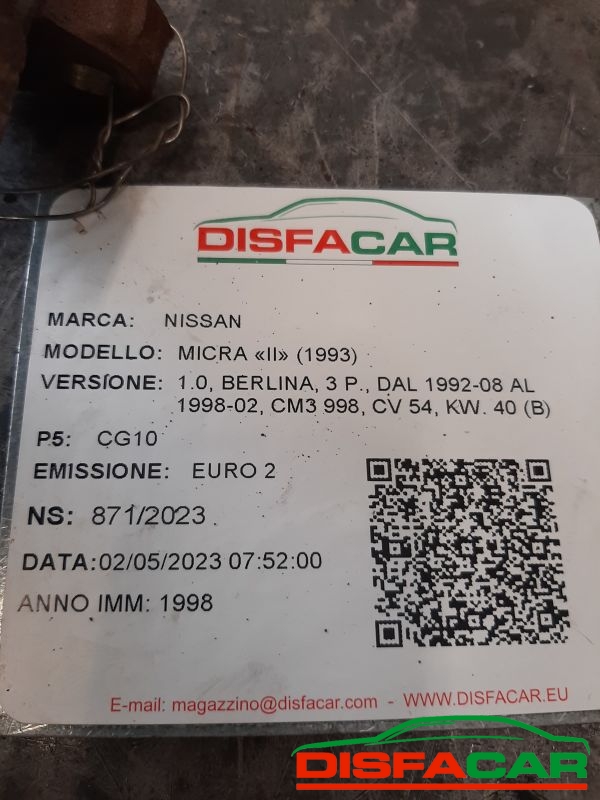 DISFACAR
MARCA: NISSAN
MODELLO: MICRA «II» (1993)
VERSIONE: 1.0, BERLINA, 3 P., DAL 1992-08 AL
1998-02, CM3 998, CV 54, KW. 40 (B)
P5: CG10
EMISSIONE: EURO 2
NS: 871/2023
DATA:02/05/2023 07:52:00
ANNO IMM: 1998
E-mail: magazzino@disfacar.com - WWW.DISFACAR.EU
DISFACAR